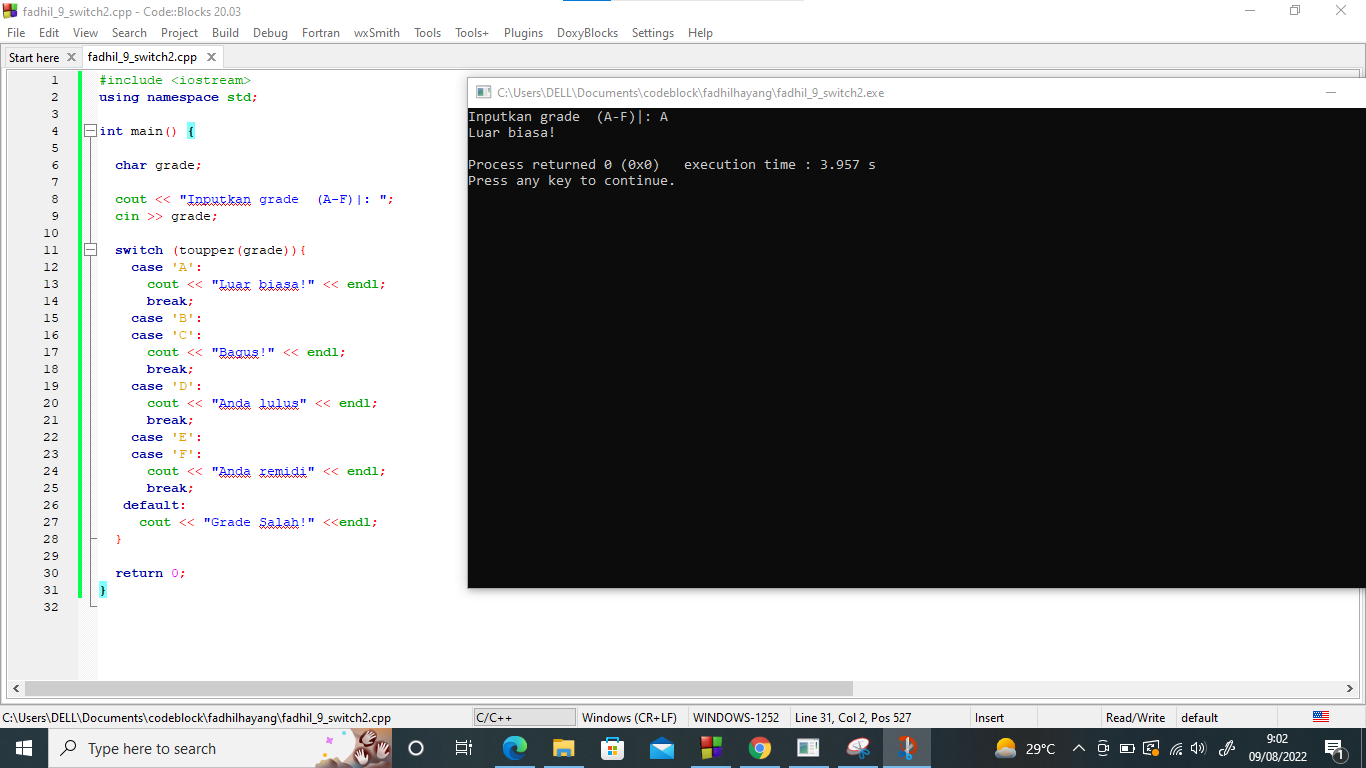 fadhil_9_switch2.cpp - Code::Blocks 20.03
File Edit View Search Project Build Debug Fortran wxSmith Tools Tools+ Plugins DoxyBlocks Settings Help
Start here X fadhil_9_switch2.cpp X
1 #include <iostream>
2 using namespace std;
3
4 int main() {
5
6 char grade;
7
8 cout << "Inputkan grade  (A-F)|: ";
9 cin >> grade;
10
11 switch (toupper(grade)){
12 case 'A':
13 cout << "Luar biasa!" << endl;
14 break;
15 case 'B':
16 case 'C':
17 cout << "Bagus!" << endl;
18 break;
19 case 'D':
20 cout << "Anda lulus" << endl;
21 break;
22 case 'E':
23 case 'F':
24 cout << "Anda remidi" << endl;
25 break;
26 default:
27 cout << "Grade Salah!" <<endl;
28 }
29
30 return 0;
31 }
32
C:\Users\DELL\Documents\codeblock\fadhilhayang\fadhil_9_switch2.exe
Inputkan grade  (A-F)|: A
Luar biasa!
Process returned 0 (0x0)   execution time : 3.957 s
Press any key to continue.
C:\Users\DELL\Documents\codeblock\fadhilhayang\fadhil_9_switch2.cpp C/C++ Windows (CR+LF) WINDOWS-1252 Line 31, Col 2, Pos 527 Insert Read/Write default
Type here to search 29°C 9:02
09/08/2022 1